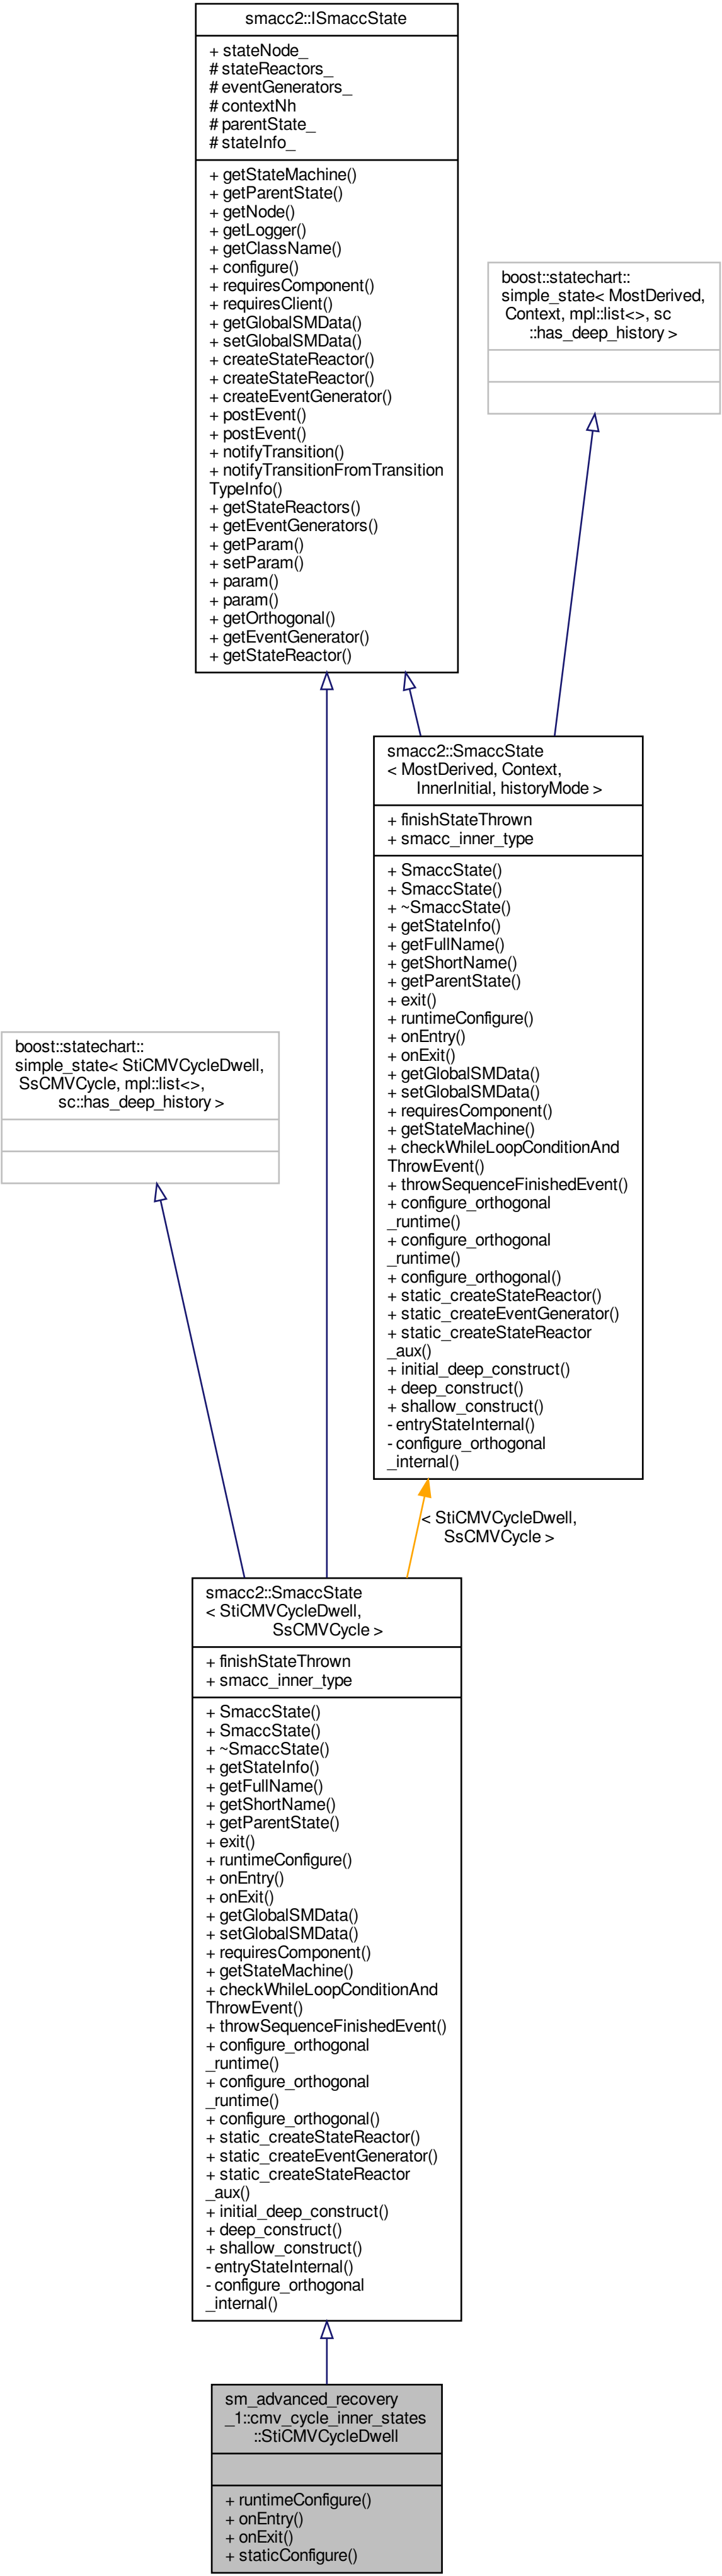 smacc2::ISmaccState
+ stateNode_
# stateReactors_
# eventGenerators_
# contextNh
# parentState_
# stateInfo_
+ getStateMachine()
+ getParentState()
+ getNode()
+ getLogger()
+ getClassName()
+ configure()
+ requiresComponent()
+ requiresClient()
+ getGlobalSMData()
+ setGlobalSMData()
+ createStateReactor()
+ createStateReactor()
+ createEventGenerator()
+ postEvent()
+ postEvent()
+ notifyTransition()
+ notifyTransitionFromTransition
TypeInfo()
+ getStateReactors()
+ getEventGenerators()
+ getParam()
+ setParam()
+ param()
+ param()
+ getOrthogonal()
+ getEventGenerator()
+ getStateReactor()
boost::statechart::
simple_state< MostDerived,
Context, mpl::list<>, sc
::has_deep_history >
smacc2::SmaccState
< MostDerived, Context,
InnerInitial, historyMode >
+ finishStateThrown
+ smacc_inner_type
+ SmaccState()
+ SmaccState()
+ ~SmaccState()
+ getStateInfo()
+ getFullName()
+ getShortName()
+ getParentState()
+ exit()
+ runtimeConfigure()
+ onEntry()
+ onExit()
+ getGlobalSMData()
+ setGlobalSMData()
+ requiresComponent()
+ getStateMachine()
+ checkWhileLoopConditionAnd
ThrowEvent()
+ throwSequenceFinishedEvent()
+ configure_orthogonal
_runtime()
+ configure_orthogonal
_runtime()
+ configure_orthogonal()
+ static_createStateReactor()
+ static_createEventGenerator()
+ static_createStateReactor
_aux()
+ initial_deep_construct()
+ deep_construct()
+ shallow_construct()
- entryStateInternal()
- configure_orthogonal
_internal()
boost::statechart::
simple_state< StiCMVCycleDwell,
SsCMVCycle, mpl::list<>,
sc::has_deep_history >
< StiCMVCycleDwell,
SsCMVCycle >
smacc2::SmaccState
< StiCMVCycleDwell,
SsCMVCycle >
+ finishStateThrown
+ smacc_inner_type
+ SmaccState()
+ SmaccState()
+ ~SmaccState()
+ getStateInfo()
+ getFullName()
+ getShortName()
+ getParentState()
+ exit()
+ runtimeConfigure()
+ onEntry()
+ onExit()
+ getGlobalSMData()
+ setGlobalSMData()
+ requiresComponent()
+ getStateMachine()
+ checkWhileLoopConditionAnd
ThrowEvent()
+ throwSequenceFinishedEvent()
+ configure_orthogonal
_runtime()
+ configure_orthogonal
_runtime()
+ configure_orthogonal()
+ static_createStateReactor()
+ static_createEventGenerator()
+ static_createStateReactor
_aux()
+ initial_deep_construct()
+ deep_construct()
+ shallow_construct()
- entryStateInternal()
- configure_orthogonal
_internal()
sm_advanced_recovery
_1::cmv_cycle_inner_states
::StiCMVCycleDwell
+ runtimeConfigure()
+ onEntry()
+ onExit()
+ staticConfigure()